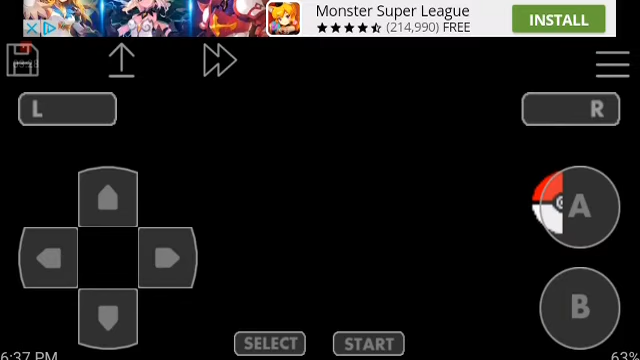 Monster Super League
(214,990) FREE
INSTALL
L
R
A
B
SELECT
START
6:37 PM
63%